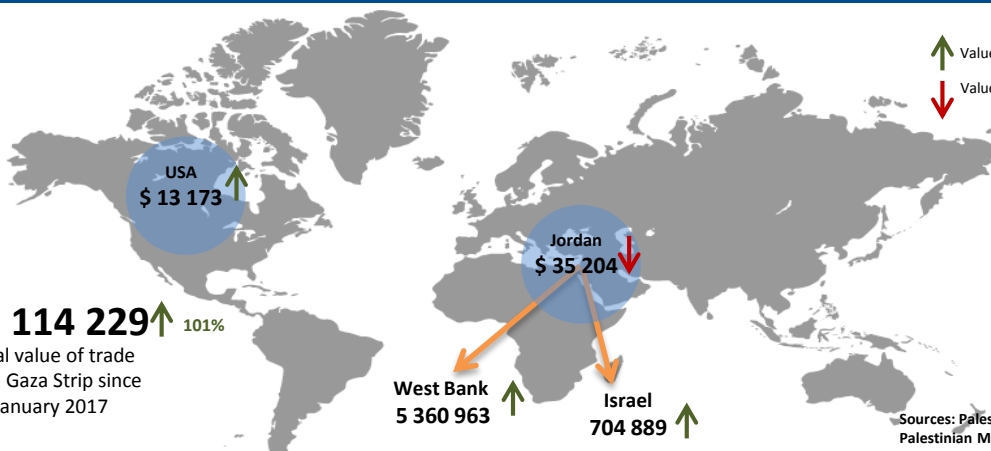 Value
Value
USA
$ 13 173
Jordan
$ 35 204
114 229 101%
al value of trade
Gaza Strip since
anuary 2017
West Bank
5 360 963
Israel
704 889
Sources: Pales
Palestinian M